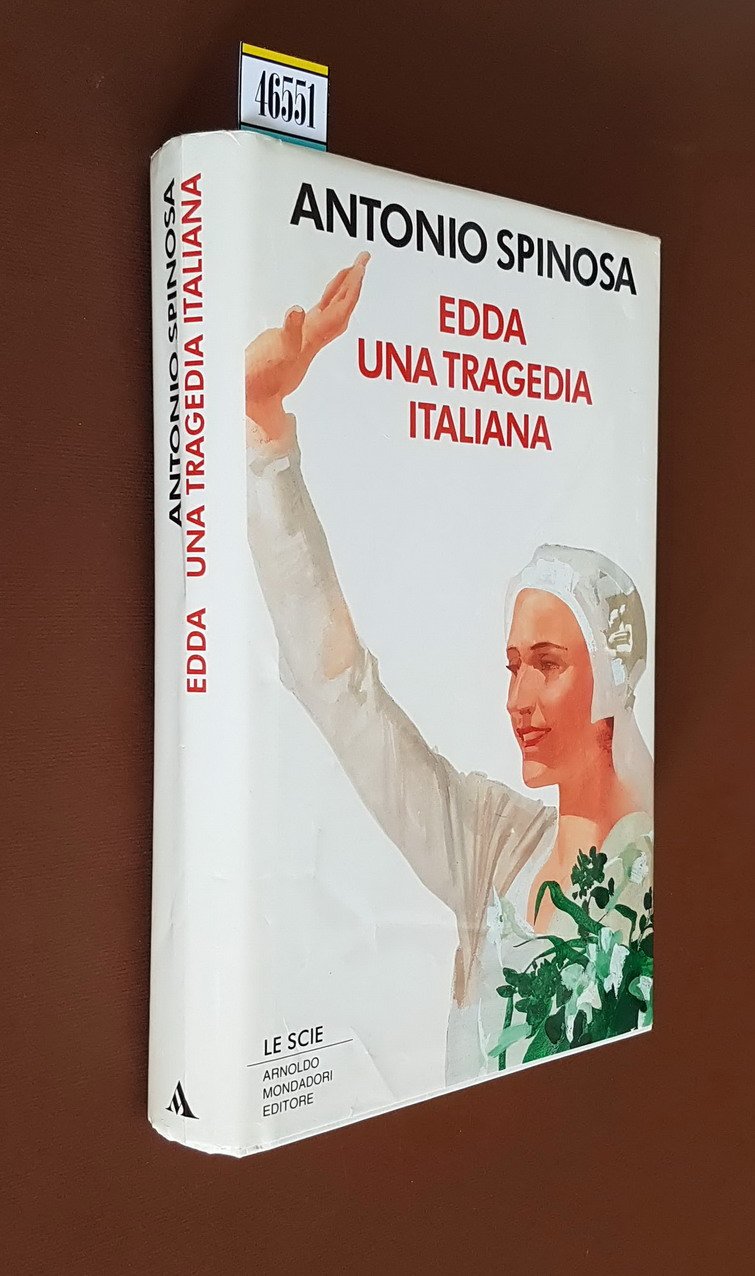 46551
ANTONIO SPINOSA
EDDA
UNA TRAGEDIA
ITALIANA
LE SCIE
ARNOLDO
MONDADORI
EDITORE
ANTONIO SPINOSA
EDDA UNA TRAGEDIA ITALIANA